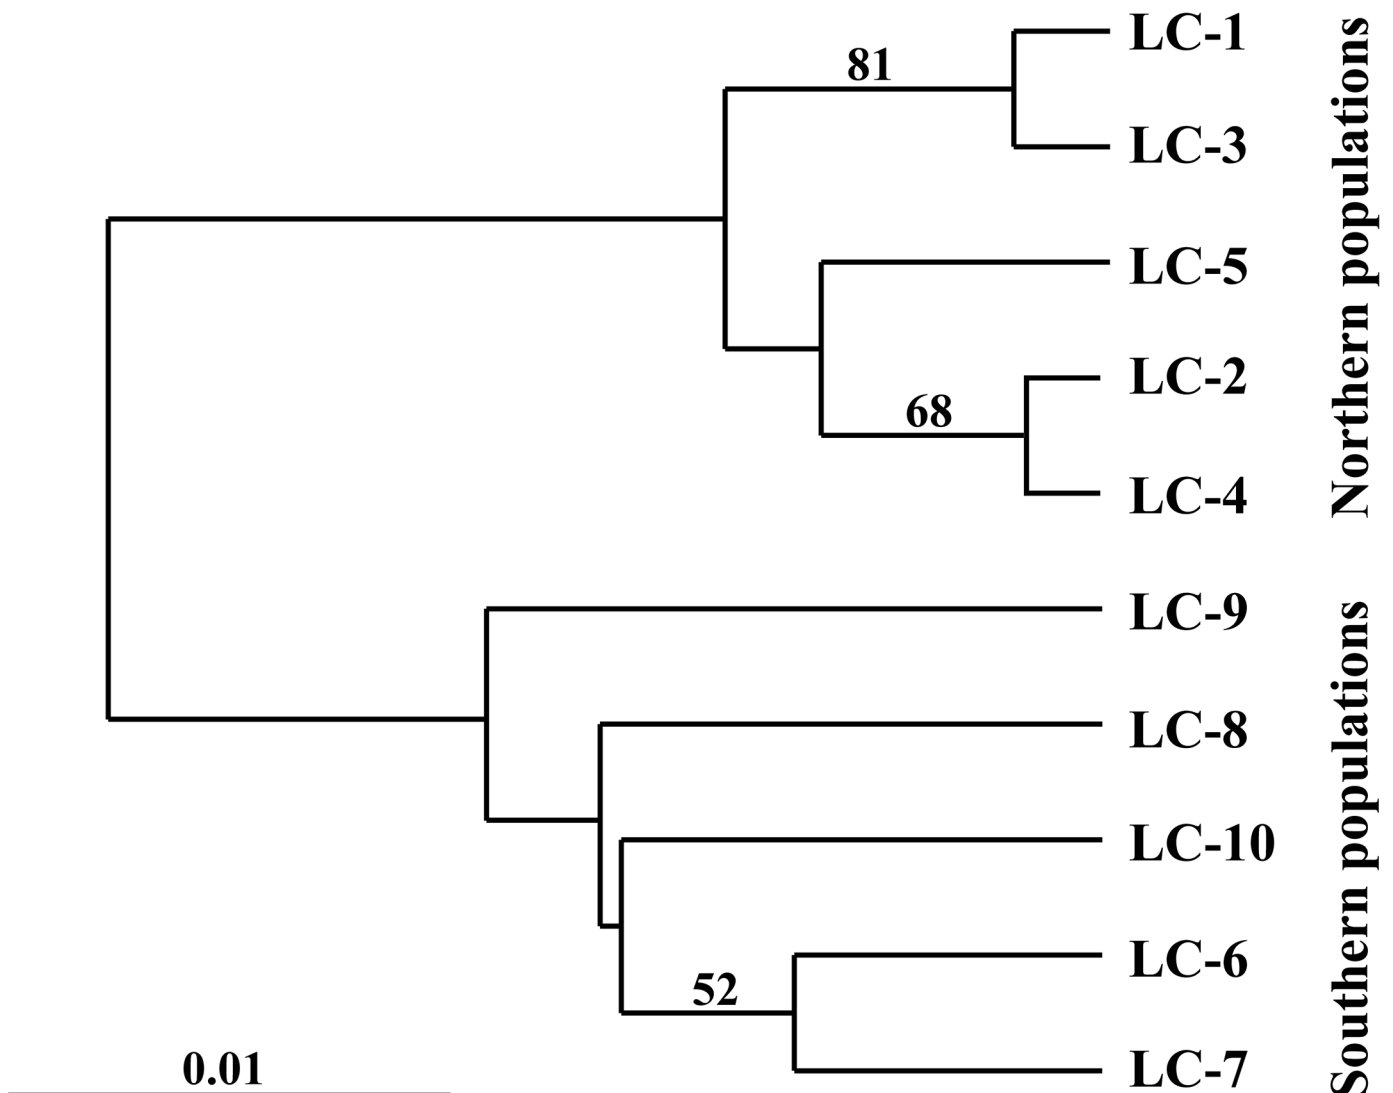 LC-1
81
LC-3
LC-5
LC-2
68
LC-4
Northern populations
LC-9
LC-8
LC-10
LC-6
52
LC-7
Southern populations
0.01